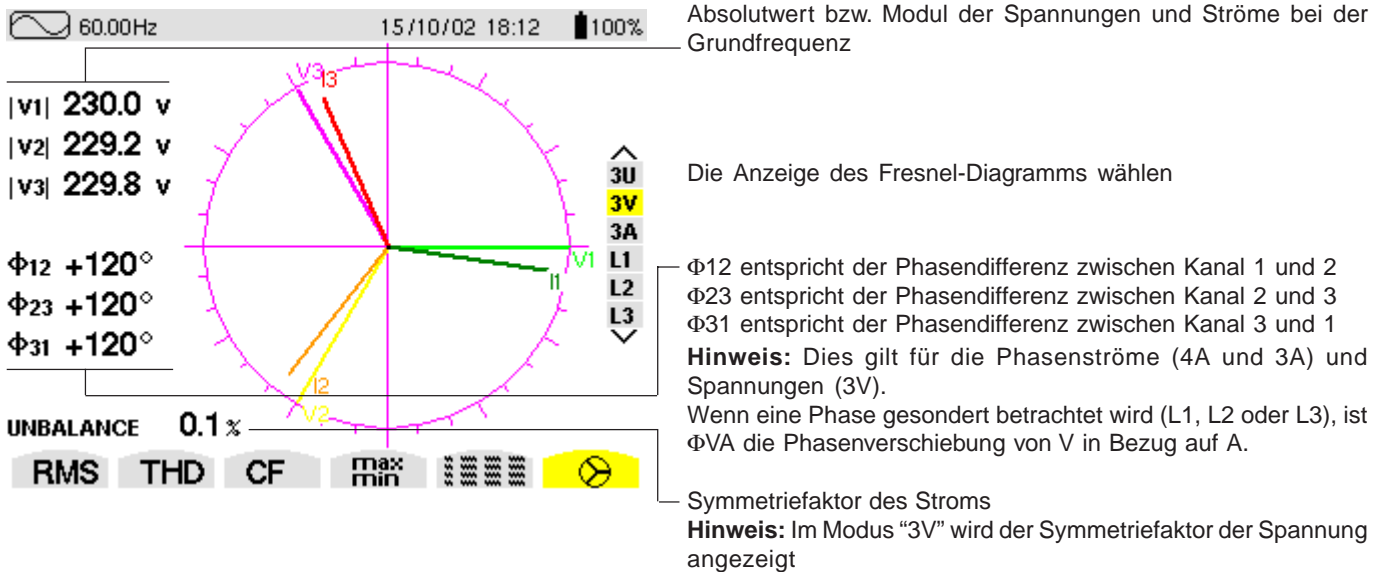 60.00Hz 15/10/02 18:12 100%
|V1| 230.0 v
|V2| 229.2 v
|V3| 229.8 v
Φ12 +120°
Φ23 +120°
Φ31 +120°
UNBALANCE 0.1 %
V3
I3
V1
I1
I2
V2
3U
3V
3A
L1
L2
L3
RMS THD CF max min
Absolutwert bzw. Modul der Spannungen und Ströme bei der
Grundfrequenz
Die Anzeige des Fresnel-Diagramms wählen
Φ12 entspricht der Phasendifferenz zwischen Kanal 1 und 2
Φ23 entspricht der Phasendifferenz zwischen Kanal 2 und 3
Φ31 entspricht der Phasendifferenz zwischen Kanal 3 und 1
Hinweis: Dies gilt für die Phasenströme (4A und 3A) und
Spannungen (3V).
Wenn eine Phase gesondert betrachtet wird (L1, L2 oder L3), ist
ΦVA die Phasenverschiebung von V in Bezug auf A.
Symmetriefaktor des Stroms
Hinweis: Im Modus “3V” wird der Symmetriefaktor der Spannung
angezeigt